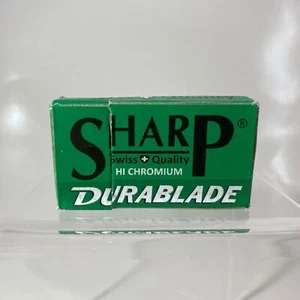 SHARP®
Swiss Quality
HI CHROMIUM
DURABLADE